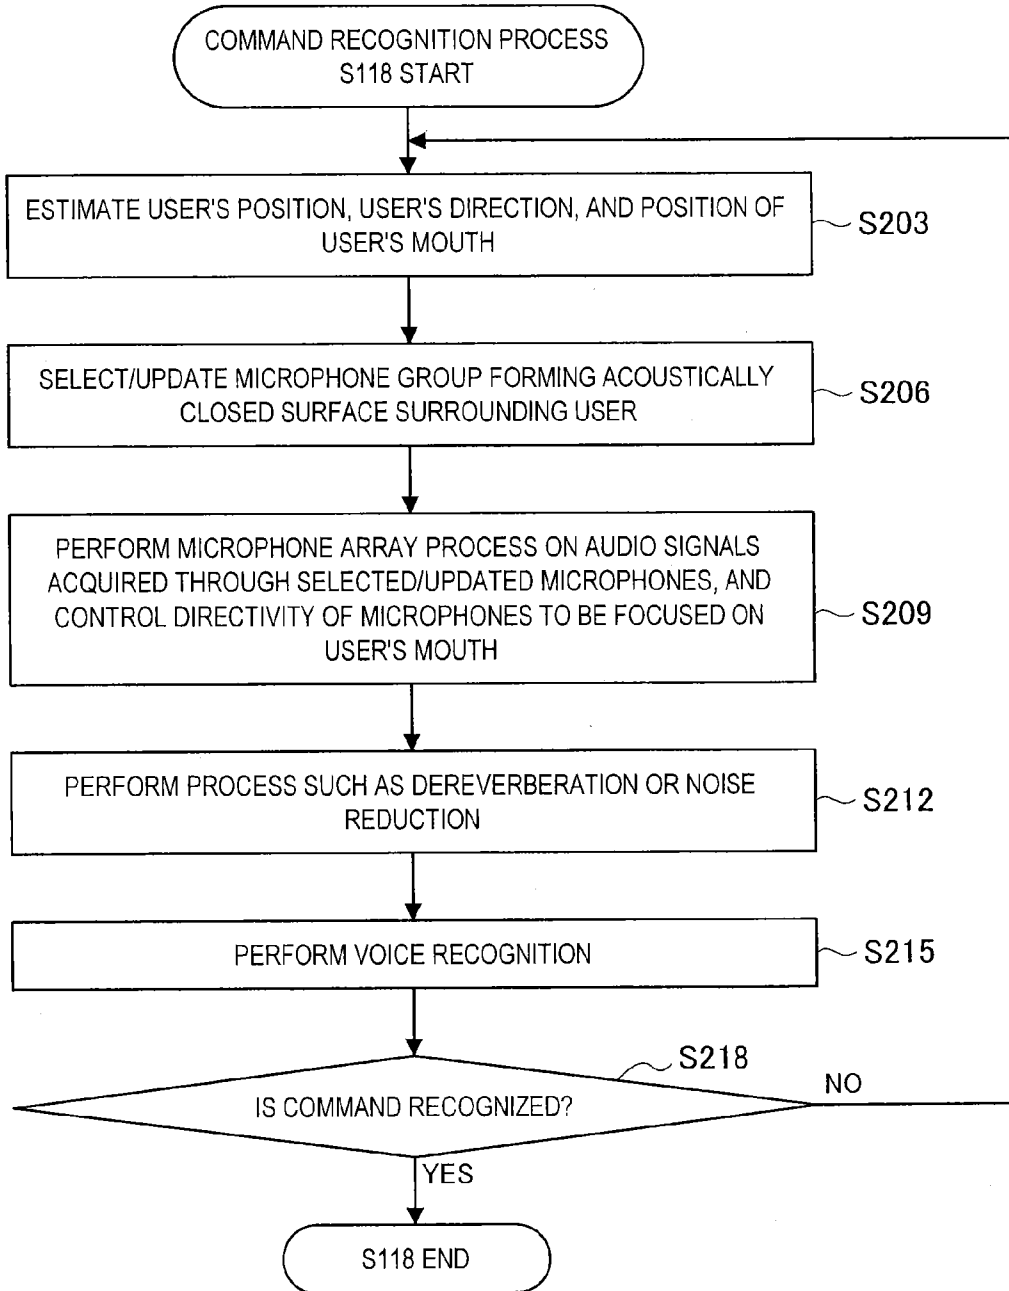 COMMAND RECOGNITION PROCESS
S118 START
ESTIMATE USER'S POSITION, USER'S DIRECTION, AND POSITION OF
USER'S MOUTH
S203
SELECT/UPDATE MICROPHONE GROUP FORMING ACOUSTICALLY
CLOSED SURFACE SURROUNDING USER
S206
PERFORM MICROPHONE ARRAY PROCESS ON AUDIO SIGNALS
ACQUIRED THROUGH SELECTED/UPDATED MICROPHONES, AND
CONTROL DIRECTIVITY OF MICROPHONES TO BE FOCUSED ON
USER'S MOUTH
S209
PERFORM PROCESS SUCH AS DEREVERBERATION OR NOISE
REDUCTION
S212
PERFORM VOICE RECOGNITION
S215
S218
IS COMMAND RECOGNIZED?
NO
YES
S118 END